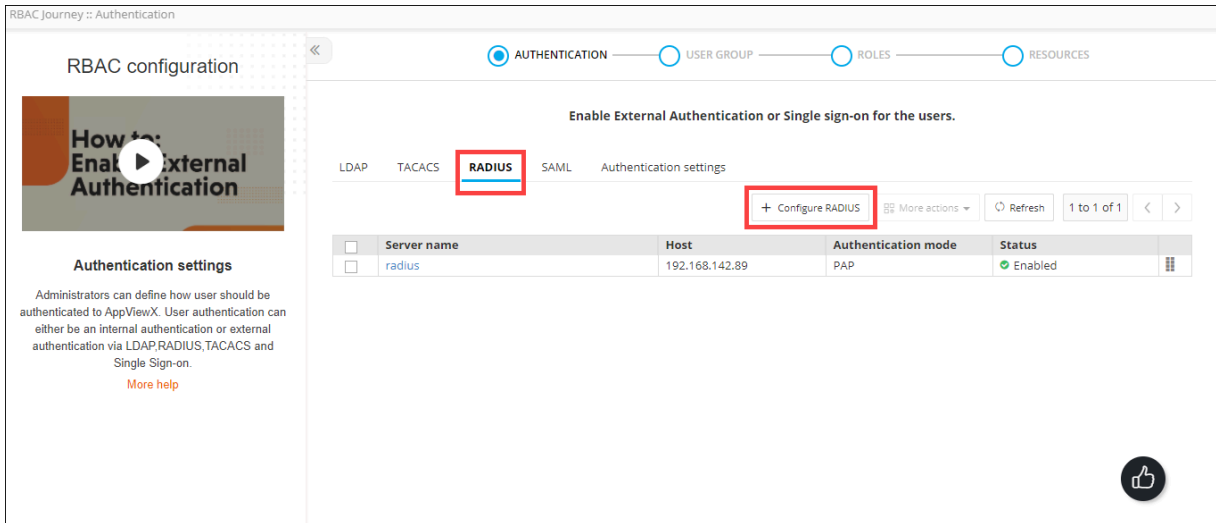 RBAC Journey :: Authentication
RBAC configuration
How to:
Enab External
Authentication
Authentication settings
Administrators can define how user should be
authenticated to AppViewX. User authentication can
either be an internal authentication or external
authentication via LDAP,RADIUS,TACACS and
Single Sign-on.
More help
AUTHENTICATION USER GROUP ROLES RESOURCES
Enable External Authentication or Single sign-on for the users.
LDAP TACACS RADIUS SAML Authentication settings
+ Configure RADIUS More actions Refresh 1 to 1 of 1 < >
Server name Host Authentication mode Status
radius 192.168.142.89 PAP Enabled